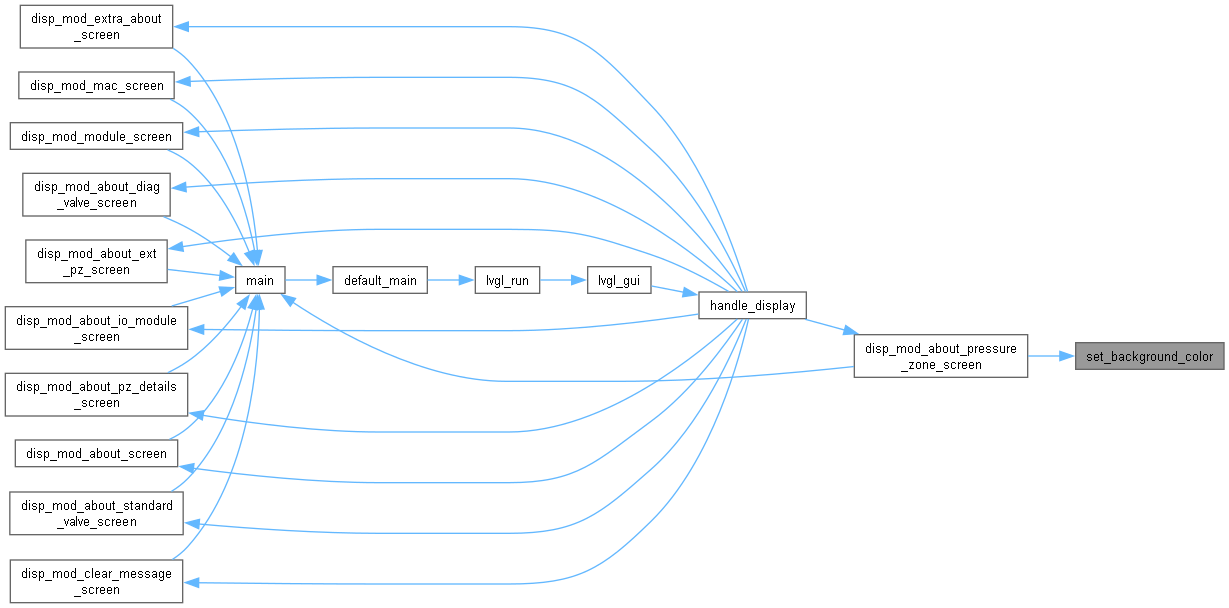 disp_mod_extra_about
_screen
disp_mod_mac_screen
disp_mod_module_screen
disp_mod_about_diag
_valve_screen
disp_mod_about_ext
_pz_screen
main
default_main
lvgl_run
lvgl_gui
handle_display
disp_mod_about_io_module
_screen
disp_mod_about_pressure
_zone_screen
set_background_color
disp_mod_about_pz_details
_screen
disp_mod_about_screen
disp_mod_about_standard
_valve_screen
disp_mod_clear_message
_screen